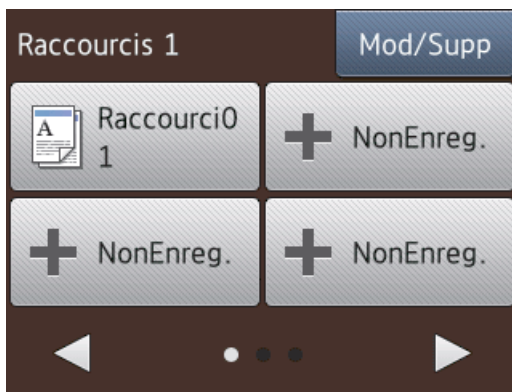 Raccourcis 1
Mod/Supp
A
Raccourci0
1
NonEnreg.
NonEnreg.
NonEnreg.